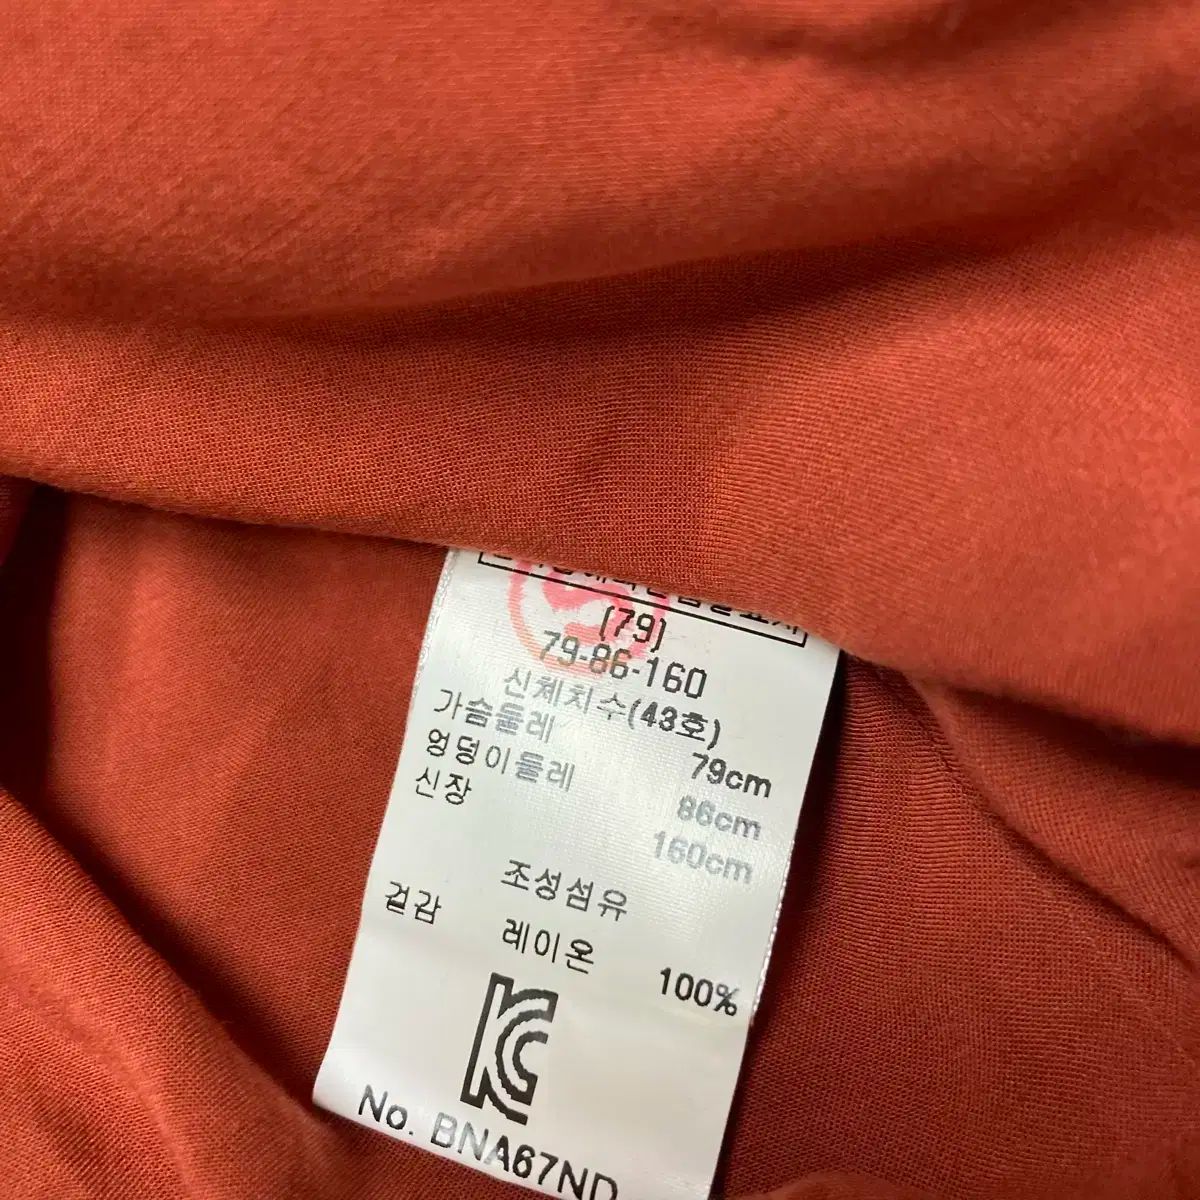 (79)
79-86-160
신체치수(43호)
가슴둘레 79cm
엉덩이둘레 86cm
신장 160cm
조성섬유
겉감 레이온 100%
KC
No. BNA67ND